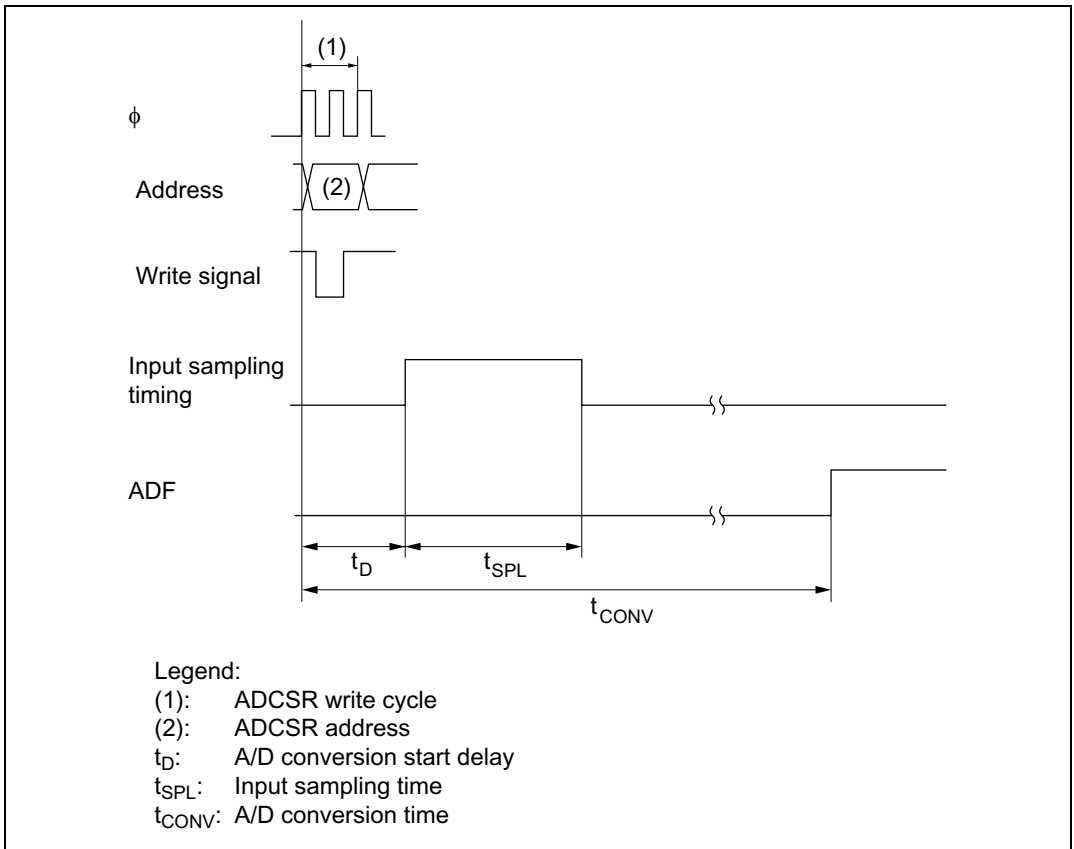 (1)
ϕ
Address
(2)
Write signal
Input sampling
timing
ADF
tD
tSPL
tCONV
Legend:
(1): ADCSR write cycle
(2): ADCSR address
tD: A/D conversion start delay
tSPL: Input sampling time
tCONV: A/D conversion time